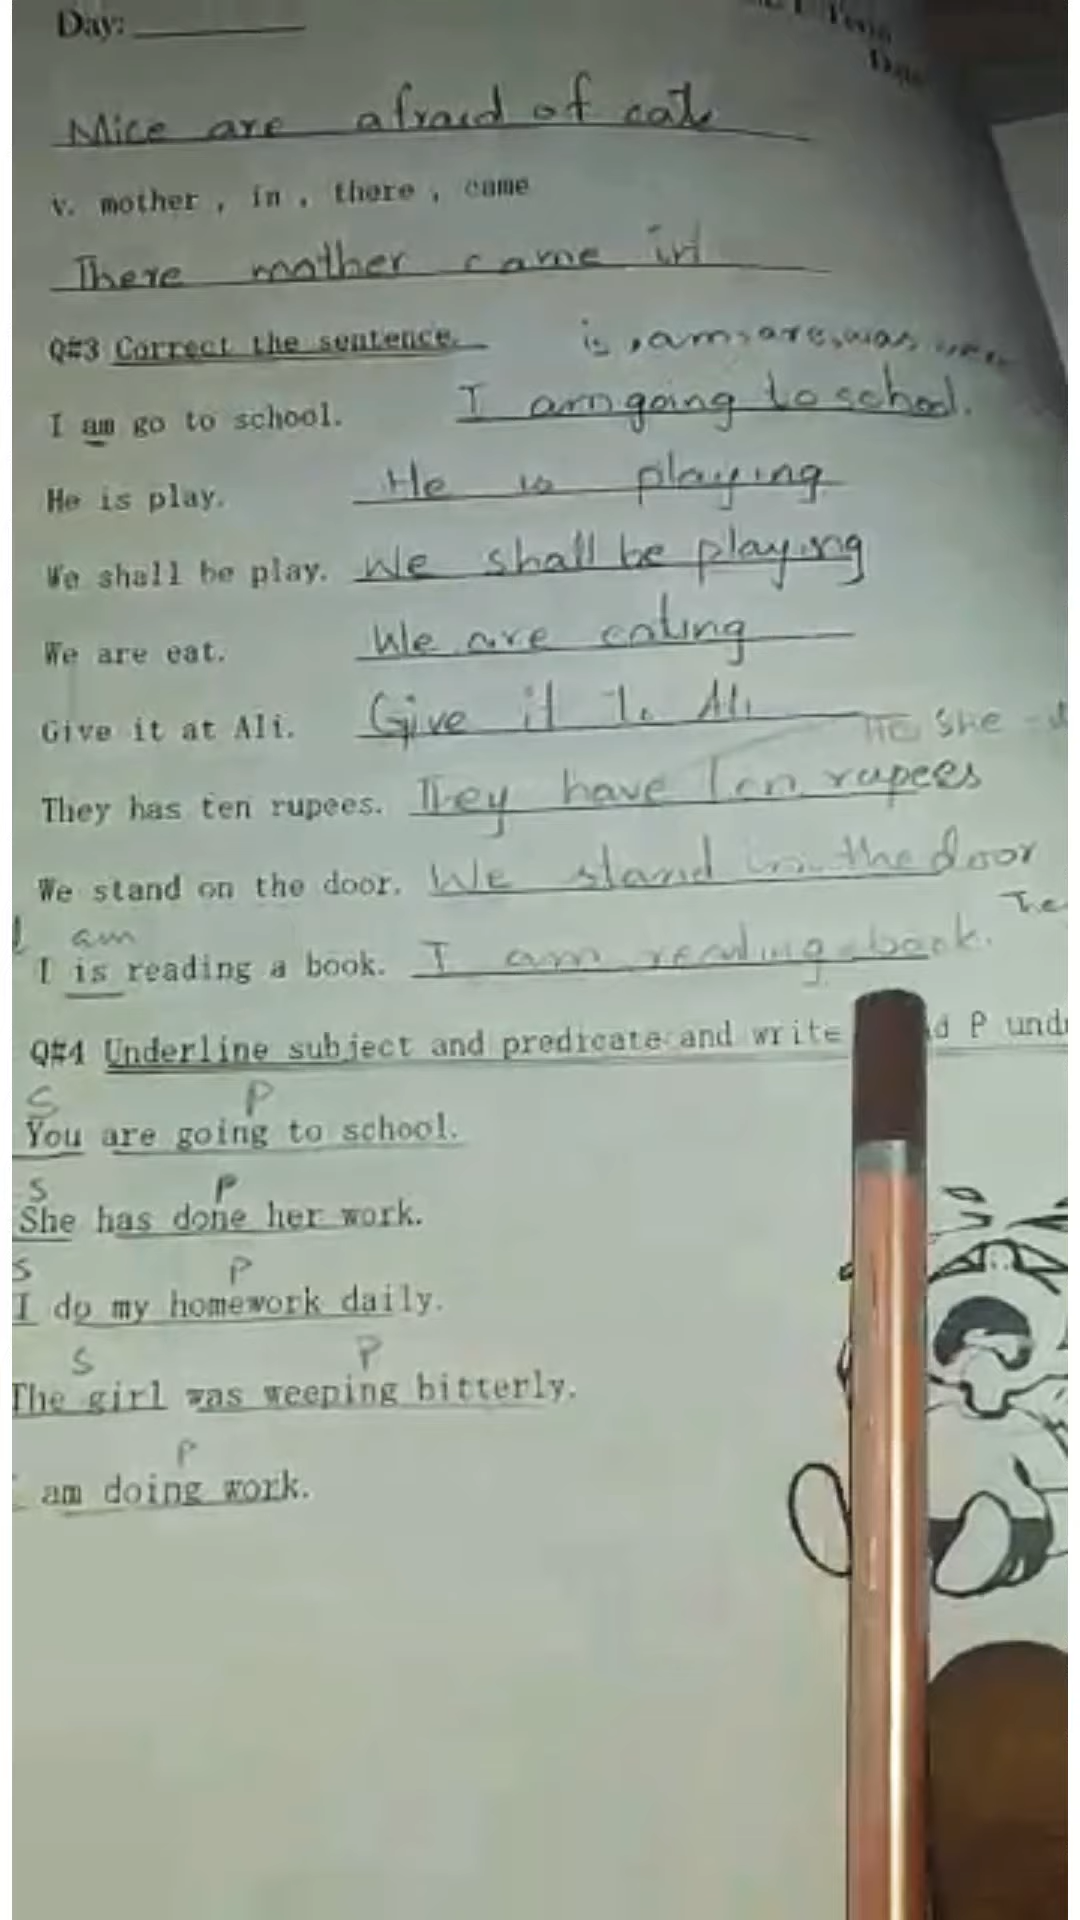 Day:
Term
Mice are afraid of cats
v. mother , in , there , came
There mother came in
Q#3 Correct the sentence. is , am, are, was
I am go to school. I am going to school.
He is play. He is playing
We shall be play. We shall be playing
We are eat. We are eating
Give it at Ali. Give it to Ali
He She
They has ten rupees. They have Ten rupees
We stand on the door. We stand in the door
am
I is reading a book. I am reading book.
Q#4 Underline subject and predicate and write P
S P
You are going to school.
S P
She has done her work.
S P
I do my homework daily.
S P
The girl was weeping bitterly.
P
am doing work.